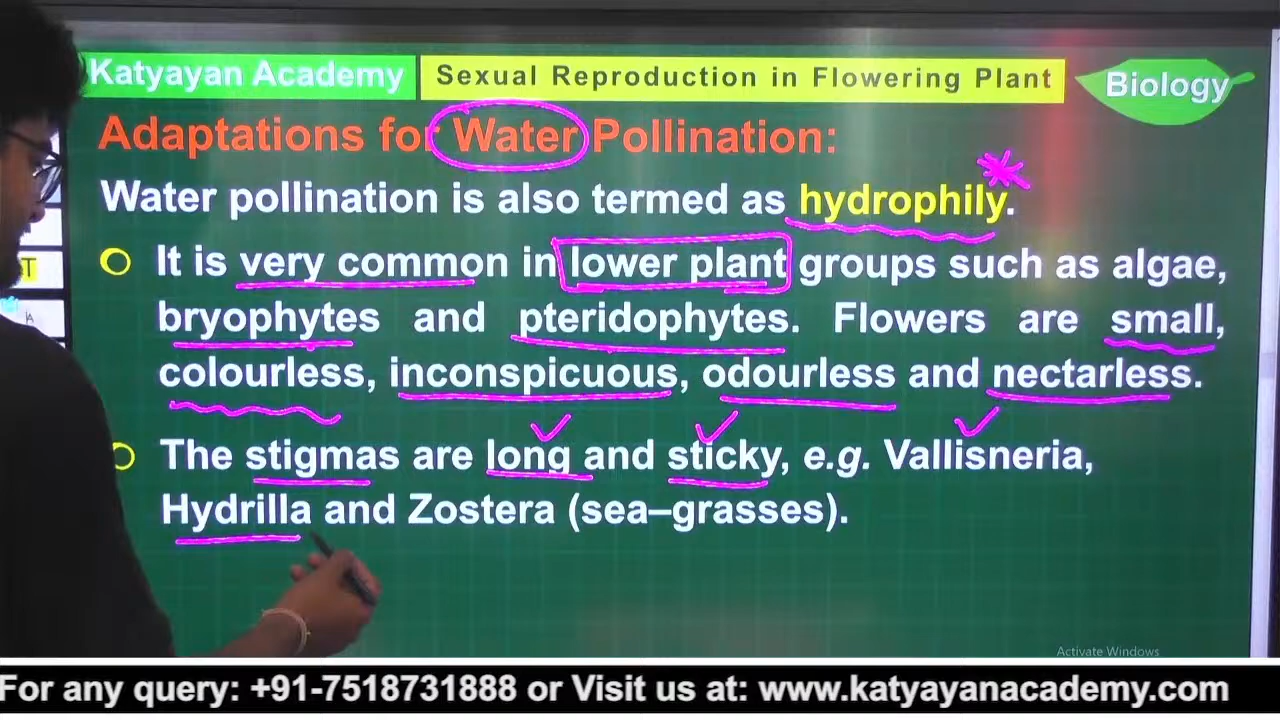 Katyayan Academy
Sexual Reproduction in Flowering Plant
Biology
Adaptations for Water Pollination:
Water pollination is also termed as hydrophily.
It is very common in lower plant groups such as algae,
bryophytes and pteridophytes. Flowers are small,
colourless, inconspicuous, odourless and nectarless.
The stigmas are long and sticky, e.g. Vallisneria,
Hydrilla and Zostera (sea–grasses).
Activate Windows
For any query: +91-7518731888 or Visit us at: www.katyayanacademy.com